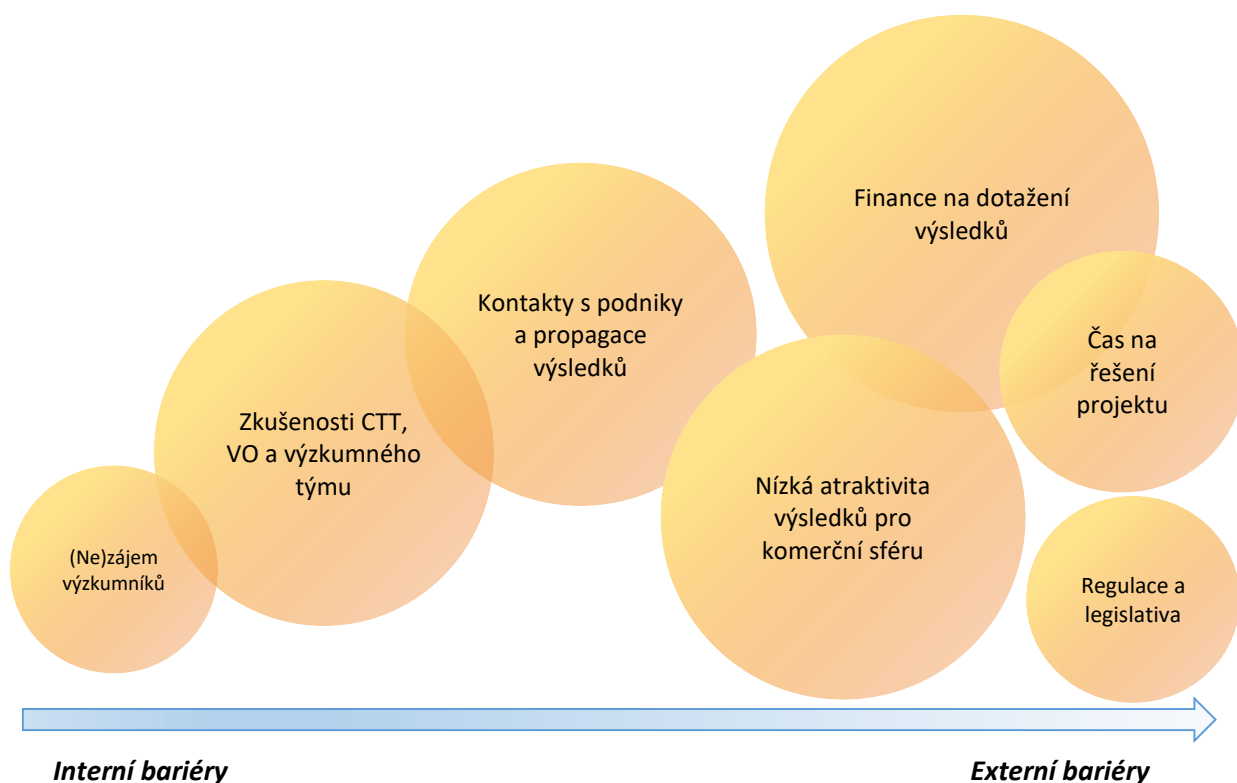 Finance na dotažení
výsledků
Kontakty s podniky
a propagace
výsledků
Čas na
řešení
projektu
Zkušenosti CTT,
VO a výzkumného
týmu
Nízká atraktivita
výsledků pro
komerční sféru
(Ne)zájem
výzkumníků
Regulace a
legislativa
Interní bariéry
Externí bariéry